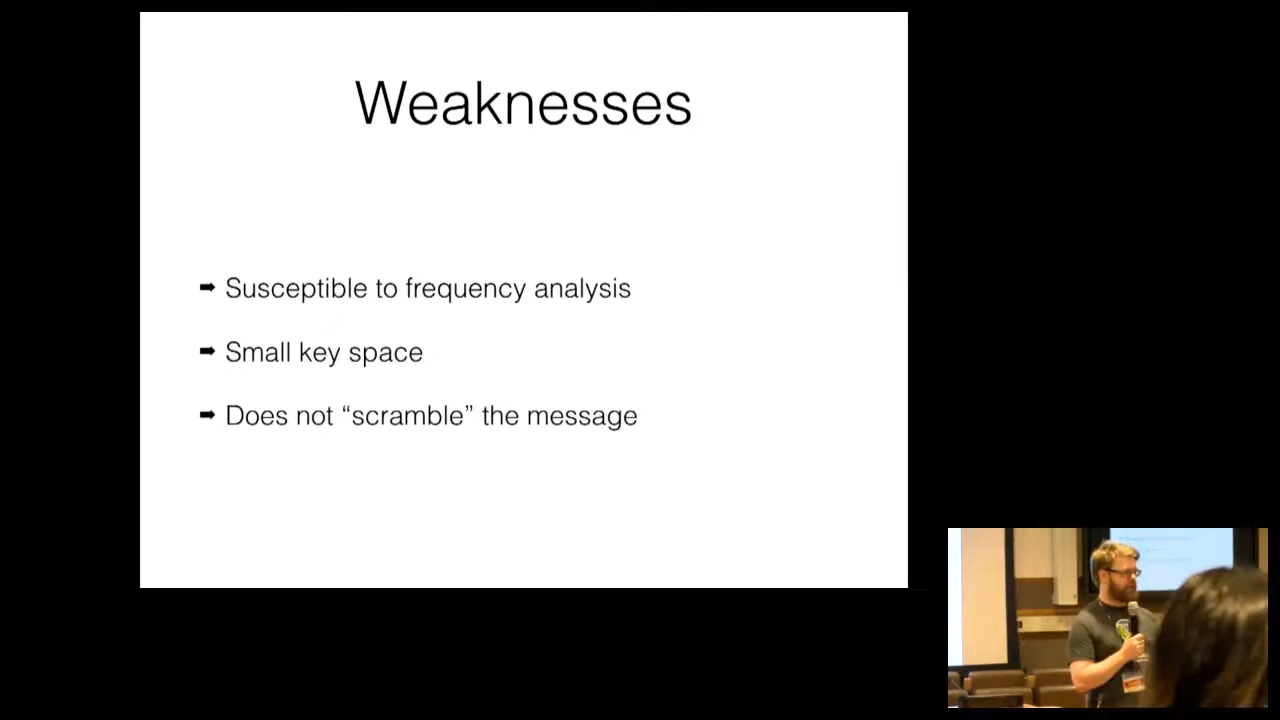 Weaknesses
➡ Susceptible to frequency analysis
➡ Small key space
➡ Does not “scramble” the message